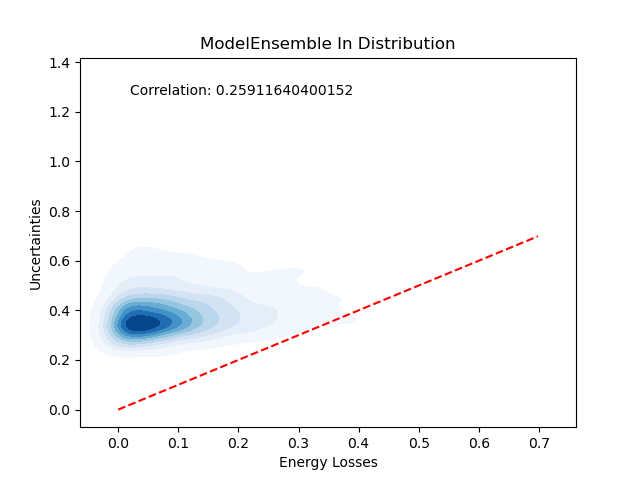 ModelEnsemble In Distribution
Correlation: 0.25911640400152
Uncertainties
1.4
1.2
1.0
0.8
0.6
0.4
0.2
0.0
0.0 0.1 0.2 0.3 0.4 0.5 0.6 0.7
Energy Losses